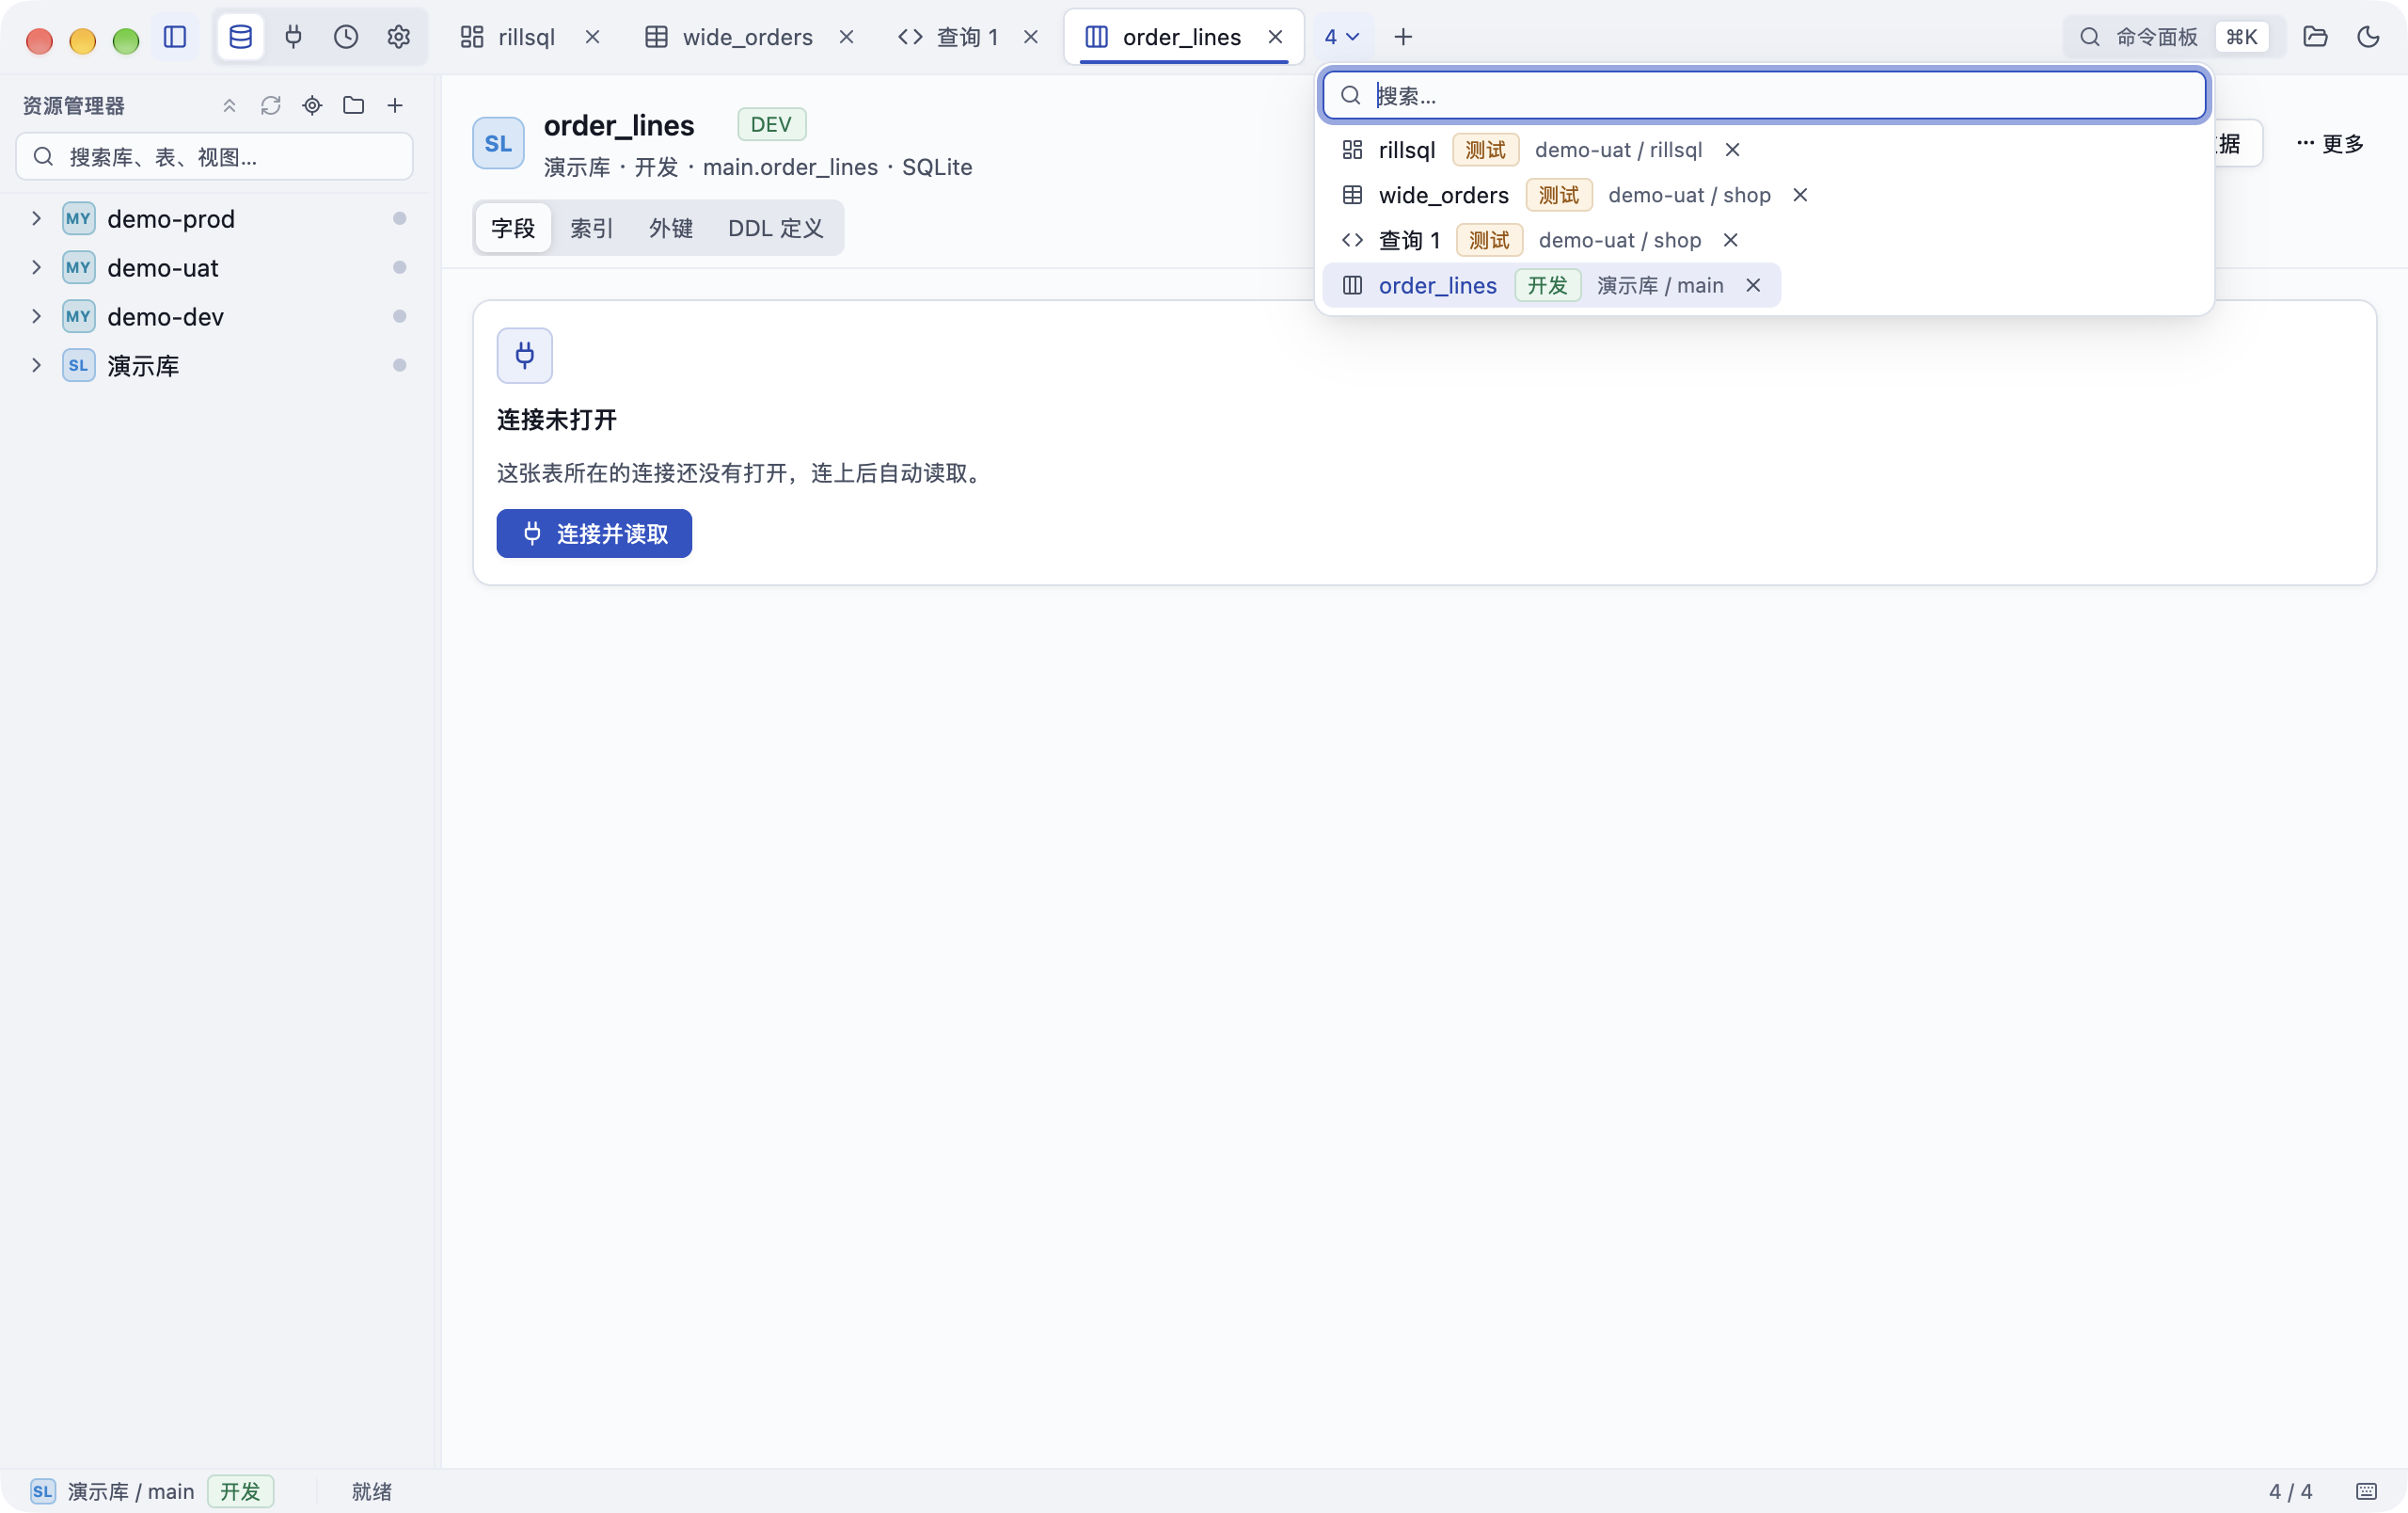 rillsql
wide_orders
查询 1
order_lines
4
命令面板
⌘K
资源管理器
搜索库、表、视图...
MY demo-prod
MY demo-uat
MY demo-dev
SL 演示库
SL
order_lines
DEV
演示库 · 开发 · main.order_lines · SQLite
字段
索引
外键
DDL 定义
据
··· 更多
搜索...
rillsql 测试 demo-uat / rillsql
wide_orders 测试 demo-uat / shop
查询 1 测试 demo-uat / shop
order_lines 开发 演示库 / main
连接未打开
这张表所在的连接还没有打开，连上后自动读取。
连接并读取
SL 演示库 / main 开发
就绪
4 / 4